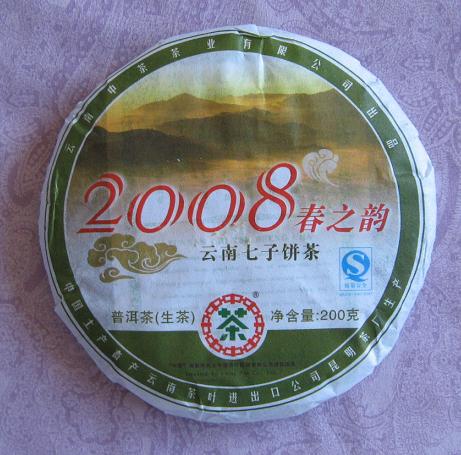 云南中茶茶业有限公司出品
2008春之韵
云南七子饼茶
普洱茶(生茶)
茶
®
净含量:200克
中国土产畜产云南茶叶进出口公司昆明茶厂生产